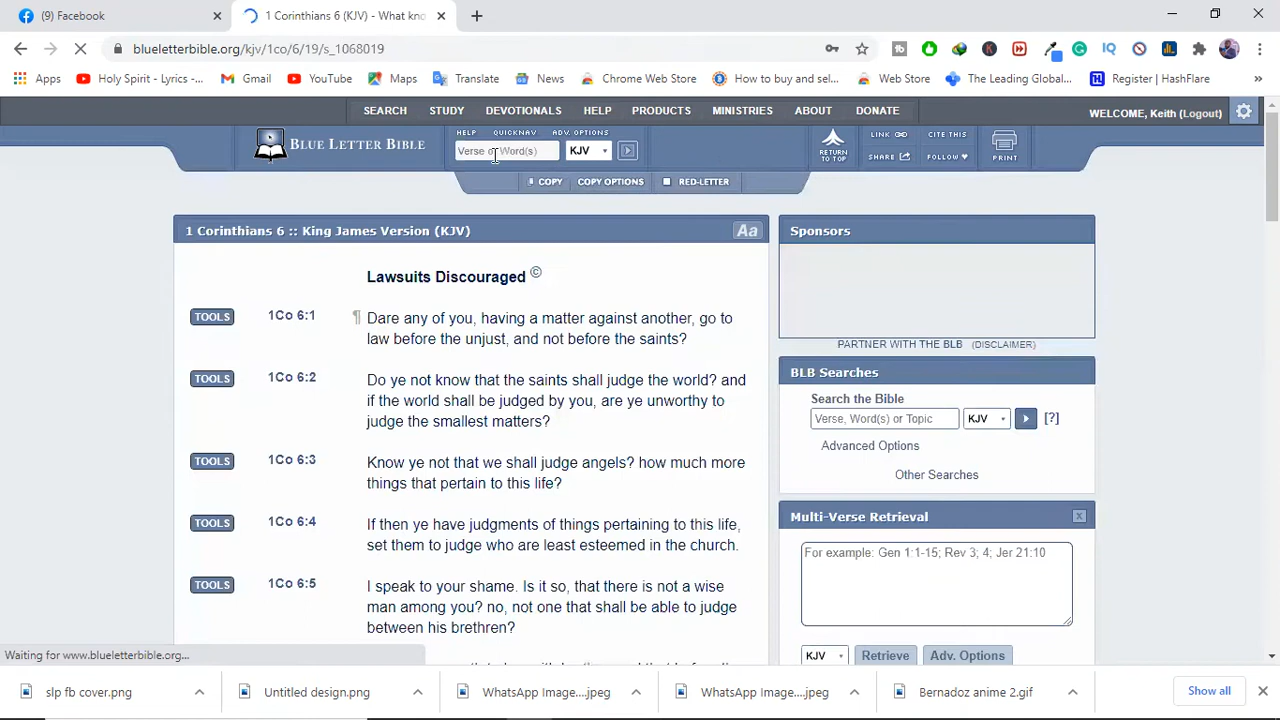 (9) Facebook
1 Corinthians 6 (KJV) - What kno
blueletterbible.org/kjv/1co/6/19/s_1068019
Apps
Holy Spirit - Lyrics -...
Gmail
YouTube
Maps
Translate
News
Chrome Web Store
How to buy and sel...
Web Store
The Leading Global...
Register | HashFlare
SEARCH STUDY DEVOTIONALS HELP PRODUCTS MINISTRIES ABOUT DONATE
WELCOME, Keith (Logout)
BLUE LETTER BIBLE
HELP QUICKNAV ADV. OPTIONS
Verse or Word(s) KJV
RETURN
TO TOP
LINK CITE THIS
SHARE FOLLOW
PRINT
COPY COPY OPTIONS RED-LETTER
1 Corinthians 6 :: King James Version (KJV) Aa
Lawsuits Discouraged ©
TOOLS 1Co 6:1 ¶ Dare any of you, having a matter against another, go to
law before the unjust, and not before the saints?
TOOLS 1Co 6:2 Do ye not know that the saints shall judge the world? and
if the world shall be judged by you, are ye unworthy to
judge the smallest matters?
TOOLS 1Co 6:3 Know ye not that we shall judge angels? how much more
things that pertain to this life?
TOOLS 1Co 6:4 If then ye have judgments of things pertaining to this life,
set them to judge who are least esteemed in the church.
TOOLS 1Co 6:5 I speak to your shame. Is it so, that there is not a wise
man among you? no, not one that shall be able to judge
between his brethren?
Sponsors
PARTNER WITH THE BLB (DISCLAIMER)
BLB Searches
Search the Bible
Verse, Word(s) or Topic KJV [?]
Advanced Options
Other Searches
Multi-Verse Retrieval x
For example: Gen 1:1-15; Rev 3; 4; Jer 21:10
KJV Retrieve Adv. Options
Waiting for www.blueletterbible.org...
slp fb cover.png
Untitled design.png
WhatsApp Image....jpeg
WhatsApp Image....jpeg
Bernadoz anime 2.gif
Show all